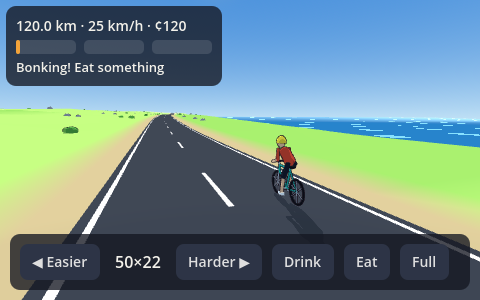 120.0 km · 25 km/h · ¢120
Bonking! Eat something
◀ Easier 50×22 Harder ▶ Drink Eat Full